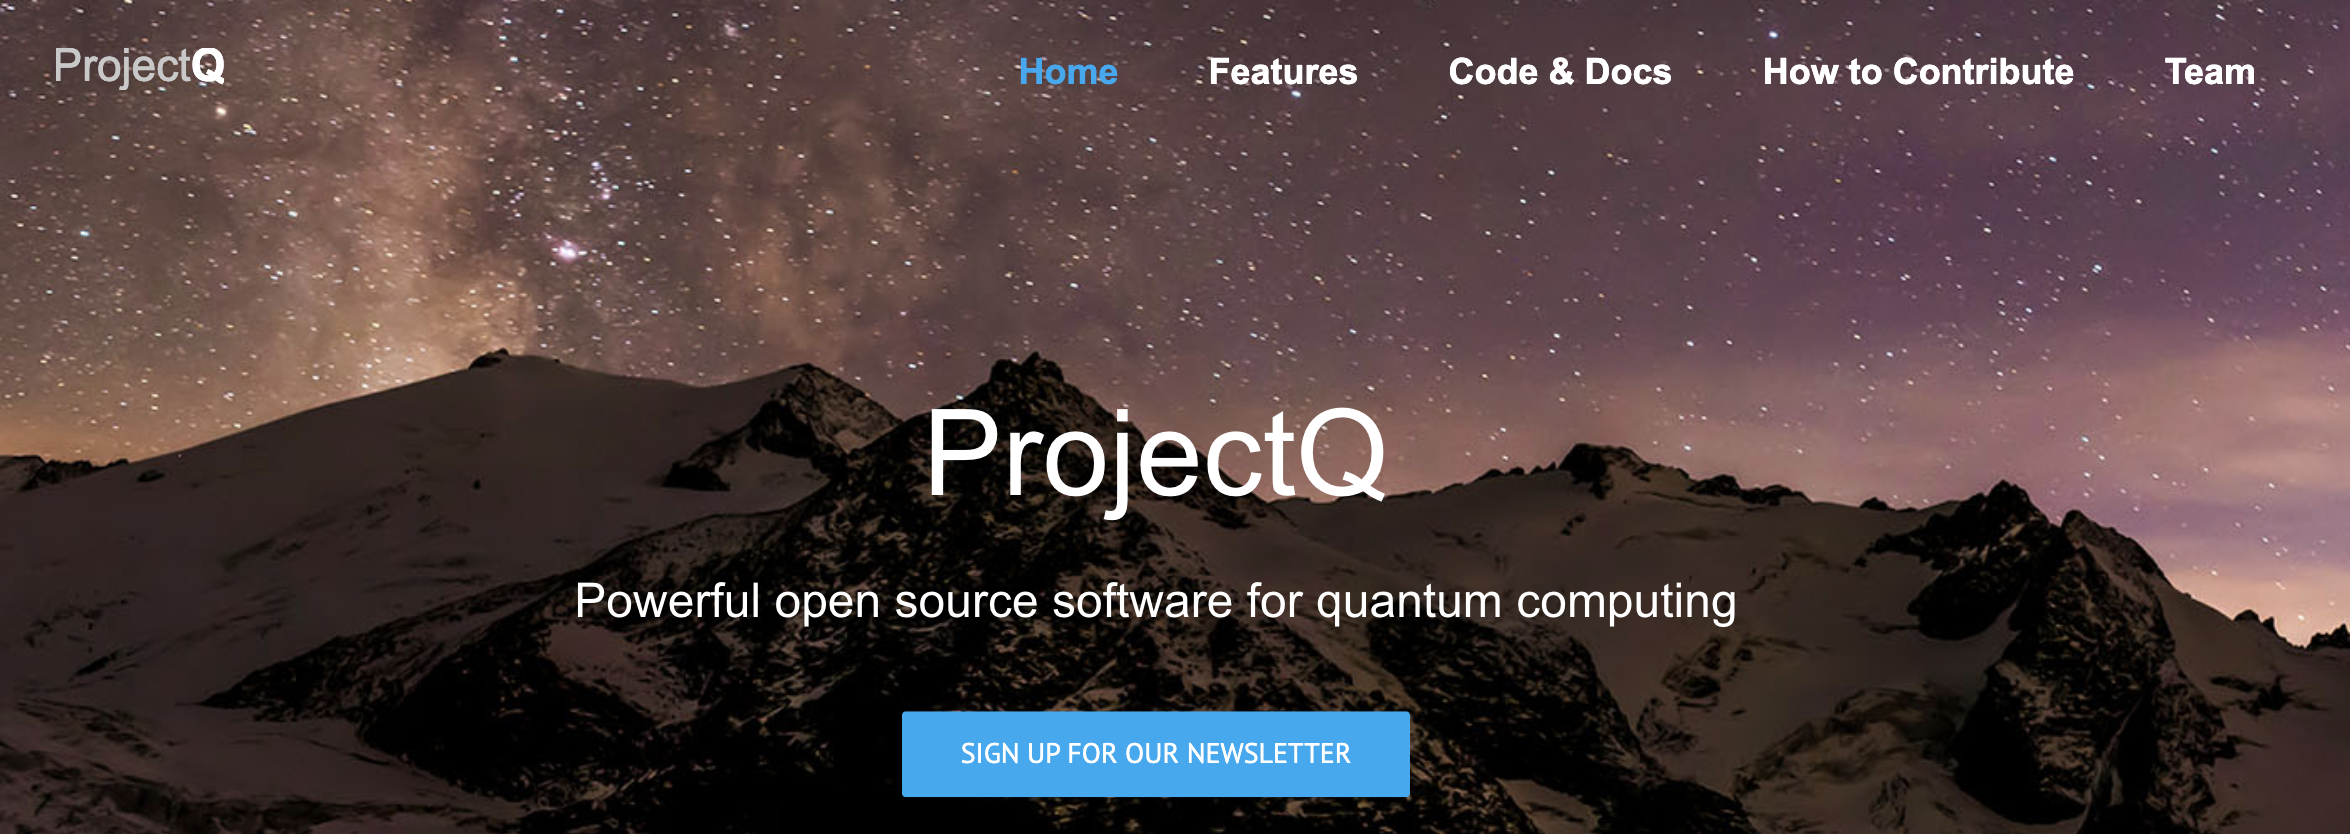 ProjectQ
Home Features Code & Docs How to Contribute Team
ProjectQ
Powerful open source software for quantum computing
SIGN UP FOR OUR NEWSLETTER